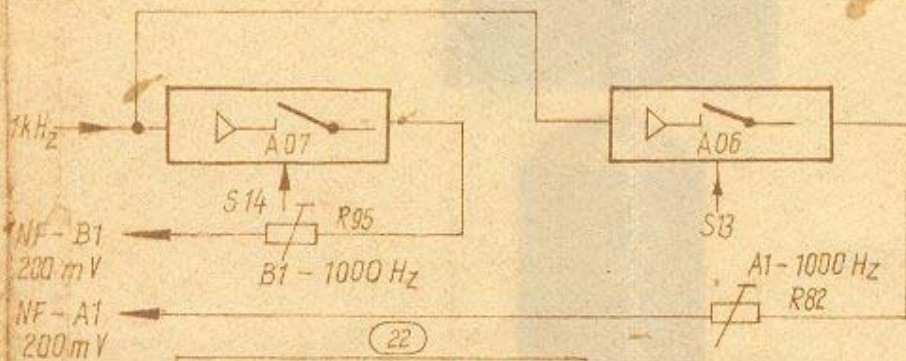 1kHz
A07
A06
S14
R95
S13
NF-B1
200 mV
B1-1000 Hz
A1-1000 Hz
R82
NF-A1
200 mV
22